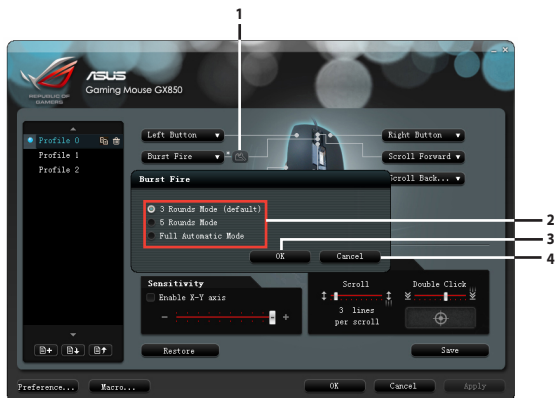 1
ASUS
Gaming Mouse GX850
REPUBLIC OF
GAMERS
Profile 0
Profile 1
Profile 2
Left Button
Burst Fire
Right Button
Scroll Forward
Scroll Back...
Burst Fire
3 Rounds Mode (default)
5 Rounds Mode
Full Automatic Mode
OK
Cancel
2
3
4
Sensitivity
Enable X-Y axis
Scroll
3 lines
per scroll
Double Click
Restore
Save
Preference...
Macro...
OK
Cancel
Apply